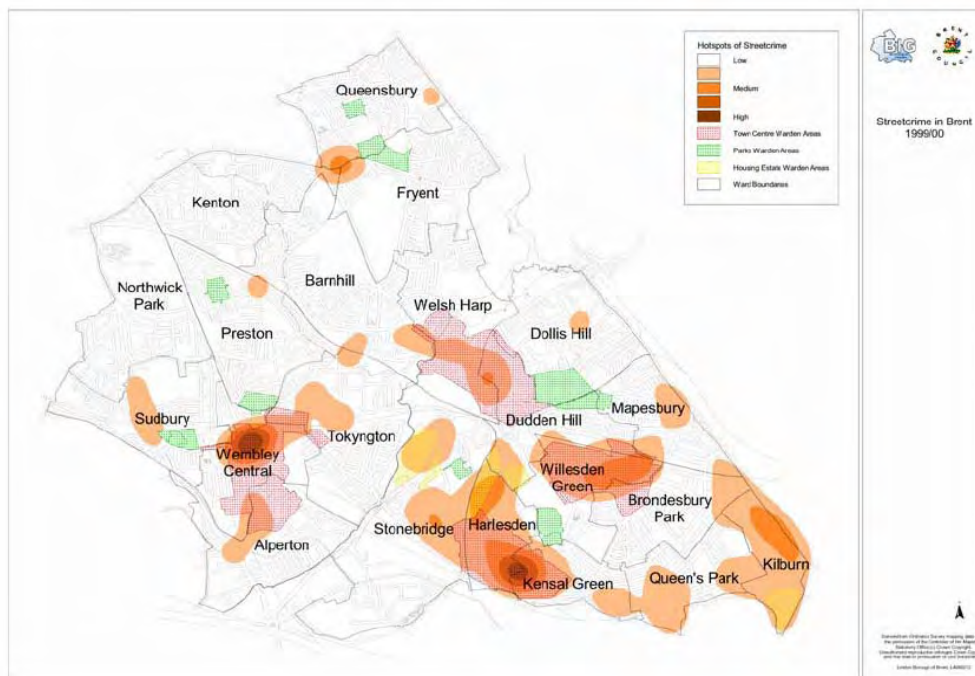 Hotspots of Streetcrime
Low
Medium
High
Town Centre Warden Areas
Parks Warden Areas
Housing Estate Warden Areas
Ward Boundaries
BRENT
COUNCIL
Streetcrime in Brent
1999/00
Queensbury
Fryent
Kenton
Barnhill
Northwick
Park
Welsh Harp
Preston
Dollis Hill
Sudbury
Mapesbury
Dudden Hill
Tokyngton
Wembley
Central
Willesden
Green
Brondesbury
Park
Stonebridge
Harlesden
Alperton
Kensal Green
Queen's Park
Kilburn